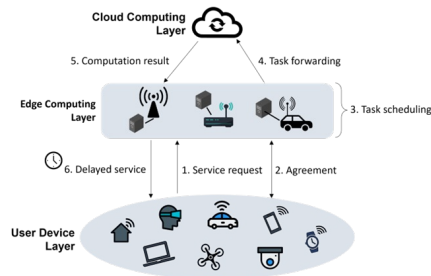 Cloud Computing
Layer
5. Computation result
4. Task forwarding
Edge Computing
Layer
3. Task scheduling
6. Delayed service
1. Service request
2. Agreement
User Device
Layer